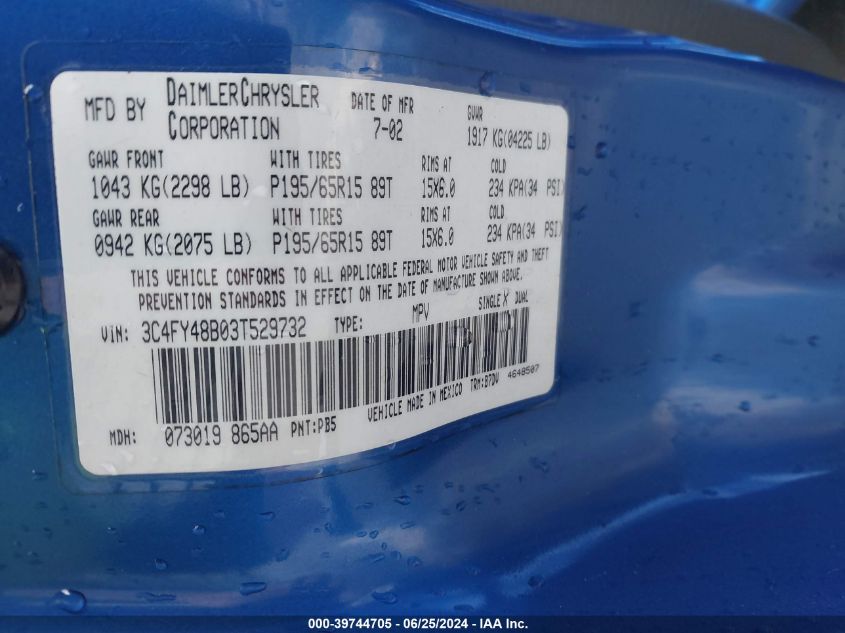 MFD BY DAIMLERCHRYSLER CORPORATION DATE OF MFR 7-02 GVWR 1917 KG(04225 LB)
GAWR FRONT WITH TIRES RIMS AT COLD
1043 KG(2298 LB) P195/65R15 89T 15X6.0 234 KPA(34 PSI)
GAWR REAR WITH TIRES RIMS AT COLD
0942 KG(2075 LB) P195/65R15 89T 15X6.0 234 KPA(34 PSI)
THIS VEHICLE CONFORMS TO ALL APPLICABLE FEDERAL MOTOR VEHICLE SAFETY AND THEFT
PREVENTION STANDARDS IN EFFECT ON THE DATE OF MANUFACTURE SHOWN ABOVE.
VIN: 3C4FY48B03T529732 TYPE: MPV SINGLE X DUAL
MDH: 073019 865AA PNT:PB5 VEHICLE MADE IN MEXICO TRM:B7DV 4648507
000-39744705 - 06/25/2024 - IAA Inc.